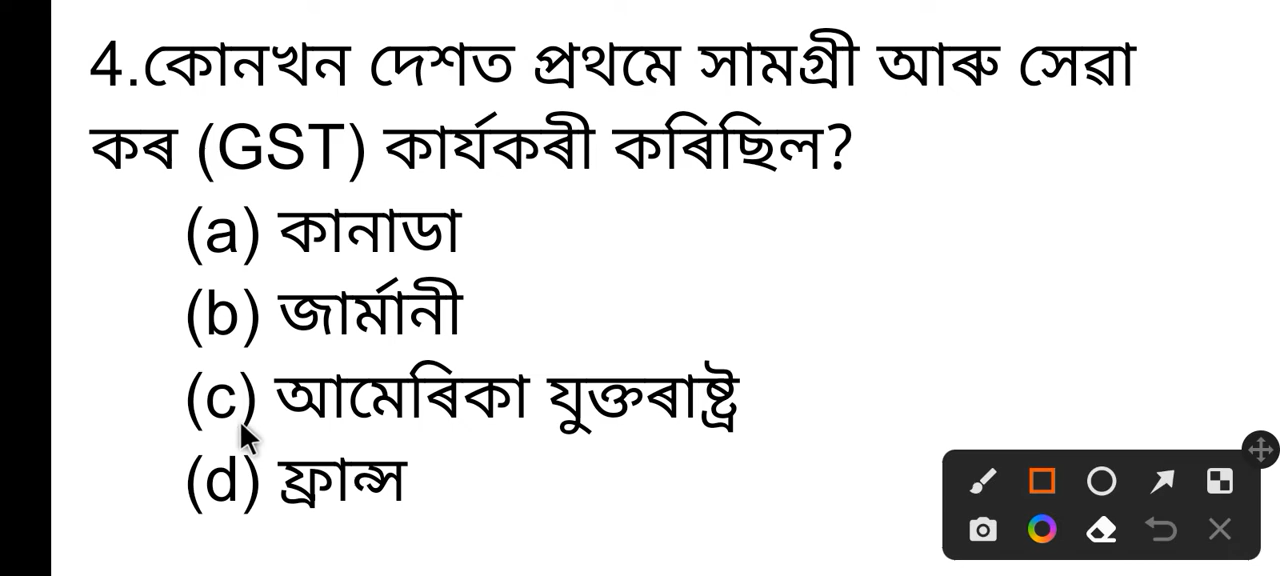 4.কোনখন দেশত প্ৰথমে সামগ্ৰী আৰু সেৱা
কৰ (GST) কাৰ্যকৰী কৰিছিল?
(a) কানাডা
(b) জাৰ্মানী
(c) আমেৰিকা যুক্তৰাষ্ট্ৰ
(d) ফ্ৰান্স